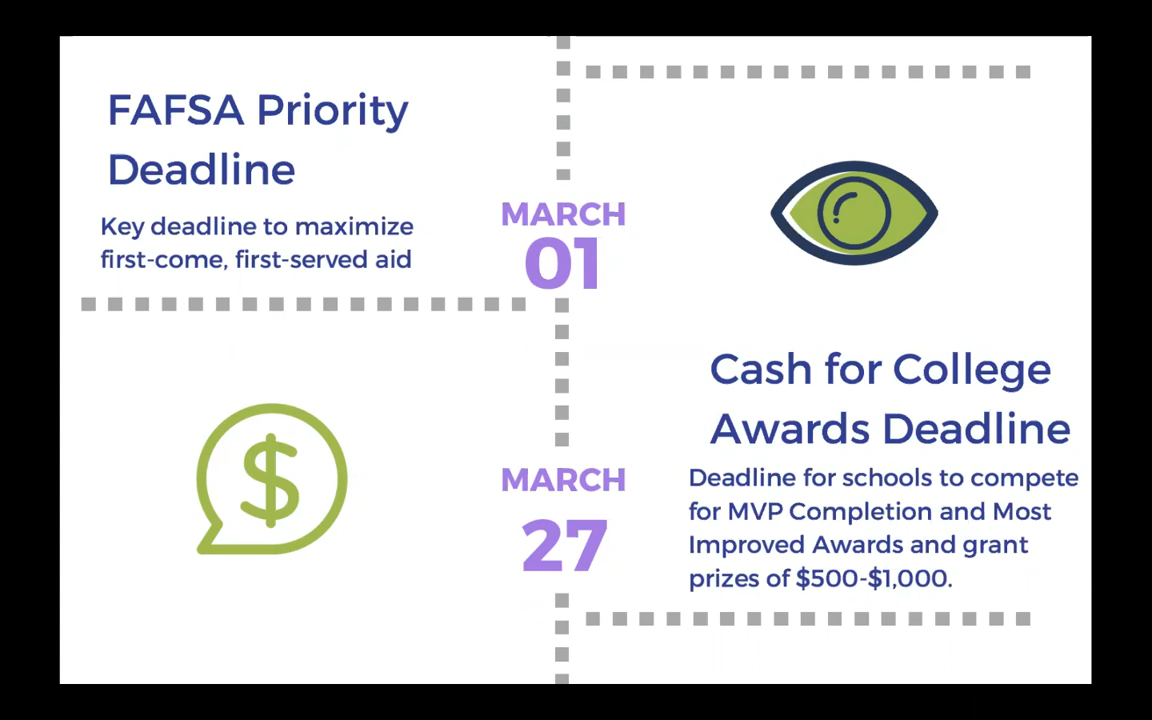 FAFSA Priority
Deadline
Key deadline to maximize
first-come, first-served aid
MARCH
01
Cash for College
Awards Deadline
Deadline for schools to compete
for MVP Completion and Most
Improved Awards and grant
prizes of $500-$1,000.
MARCH
27
$